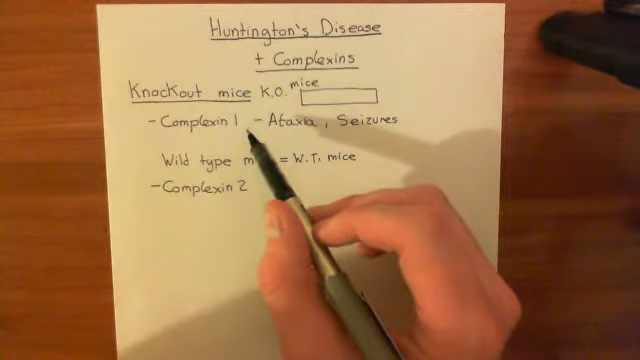 Huntington's Disease
+ Complexins
Knockout mice K.O. mice
- Complexin 1 - Ataxia, Seizures
Wild type = W.T. mice
- Complexin 2